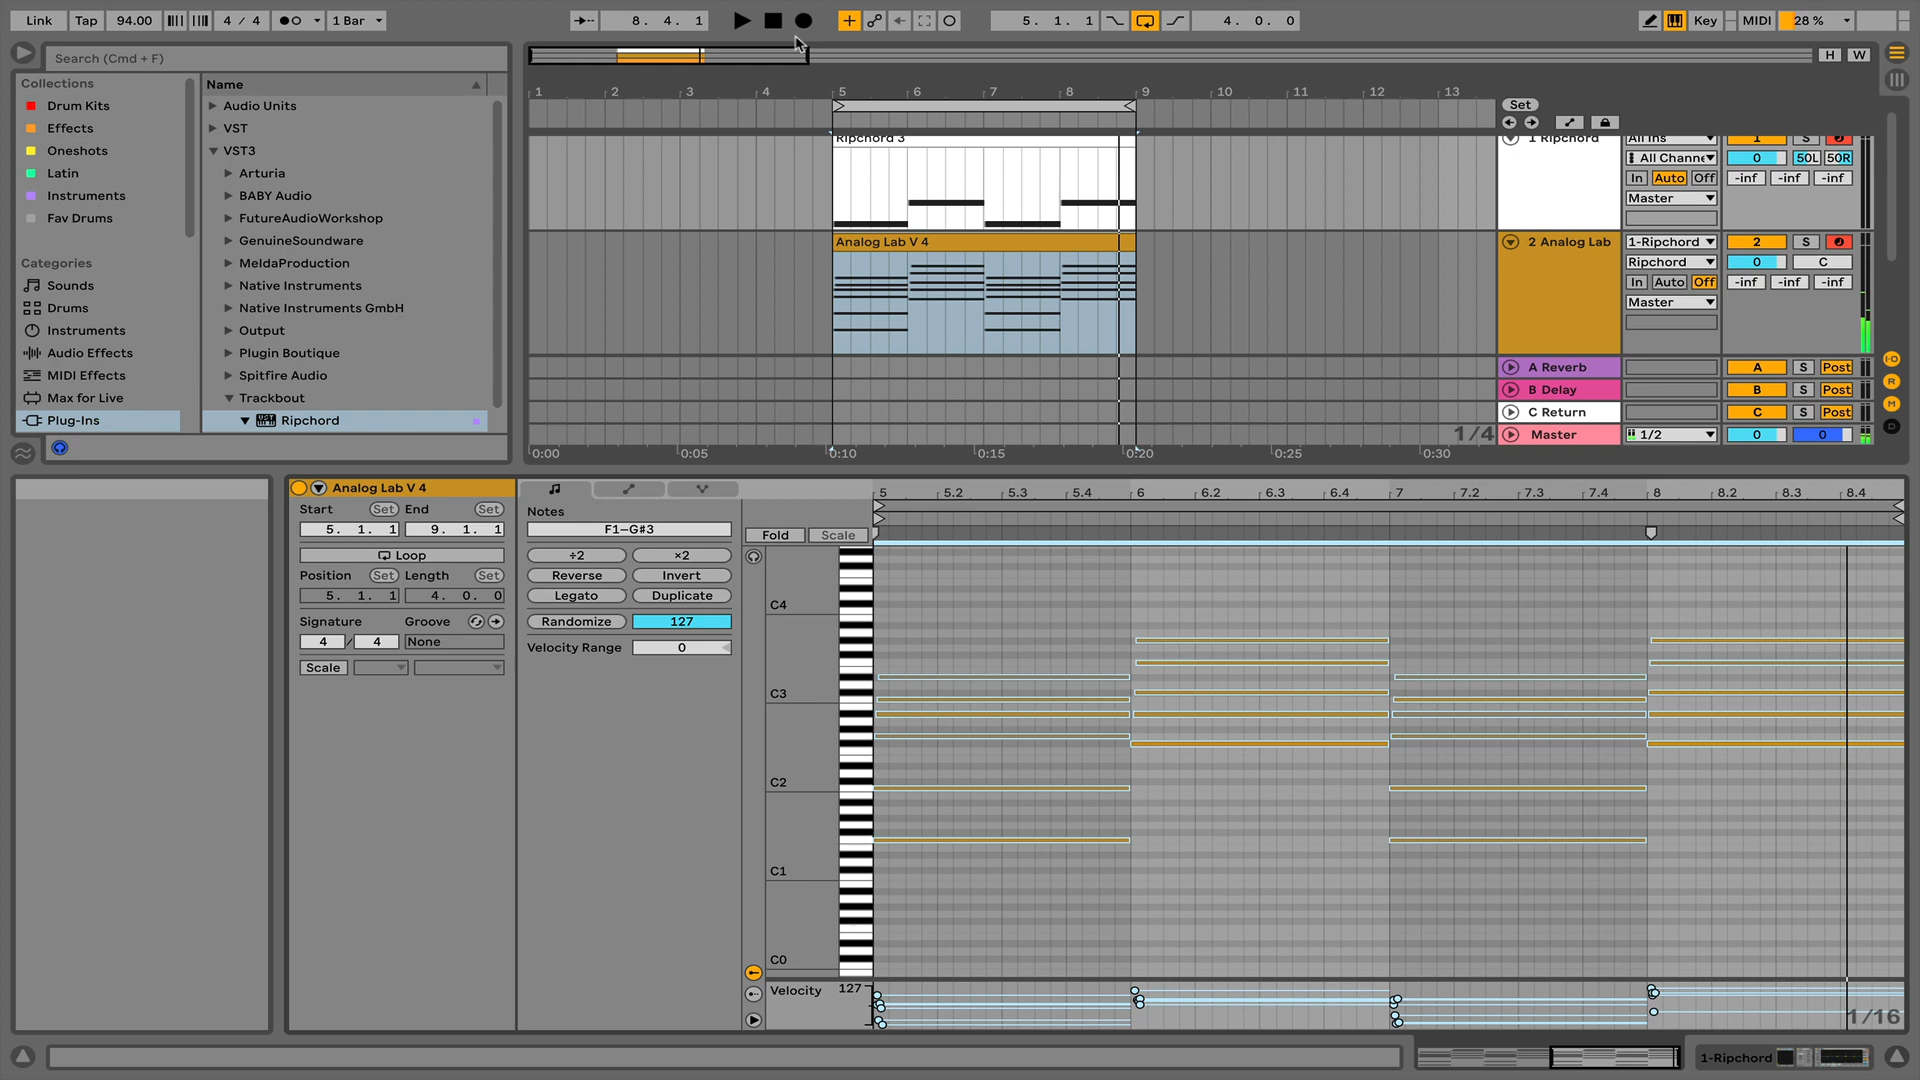 Link Tap 94.00 4 / 4 1 Bar 8. 4. 1 5. 1. 1 4. 0. 0 Key MIDI 28 %
Search (Cmd + F)
H W
Collections
Drum Kits
Effects
Oneshots
Latin
Instruments
Fav Drums
Categories
Sounds
Drums
Instruments
Audio Effects
MIDI Effects
Max for Live
Plug-Ins
Name
Audio Units
VST
VST3
Arturia
BABY Audio
FutureAudioWorkshop
GenuineSoundware
MeldaProduction
Native Instruments
Native Instruments GmbH
Output
Plugin Boutique
Spitfire Audio
Trackbout
Ripchord
1 2 3 4 5 6 7 8 9 10 11 12 13
Set
Ripchord 3
1 Ripchord All Ins 1 S
All Channe 0 50L 50R
In Auto Off -inf -inf -inf
Master
Analog Lab V 4
2 Analog Lab 1-Ripchord 2 S
Ripchord 0 C
In Auto Off -inf -inf -inf
Master
A Reverb A S Post
B Delay B S Post
C Return C S Post
1/4 Master 1/2 0 0
0:00 0:05 0:10 0:15 0:20 0:25 0:30
Analog Lab V 4
Start Set End Set
5. 1. 1 9. 1. 1
Loop
Position Set Length Set
5. 1. 1 4. 0. 0
Signature Groove
4 / 4 None
Scale
Notes
F1–G#3
÷2 ×2
Reverse Invert
Legato Duplicate
Randomize 127
Velocity Range 0
5 5.2 5.3 5.4 6 6.2 6.3 6.4 7 7.2 7.3 7.4 8 8.2 8.3 8.4
Fold Scale
C4
C3
C2
C1
C0
Velocity 127
1/16
1-Ripchord